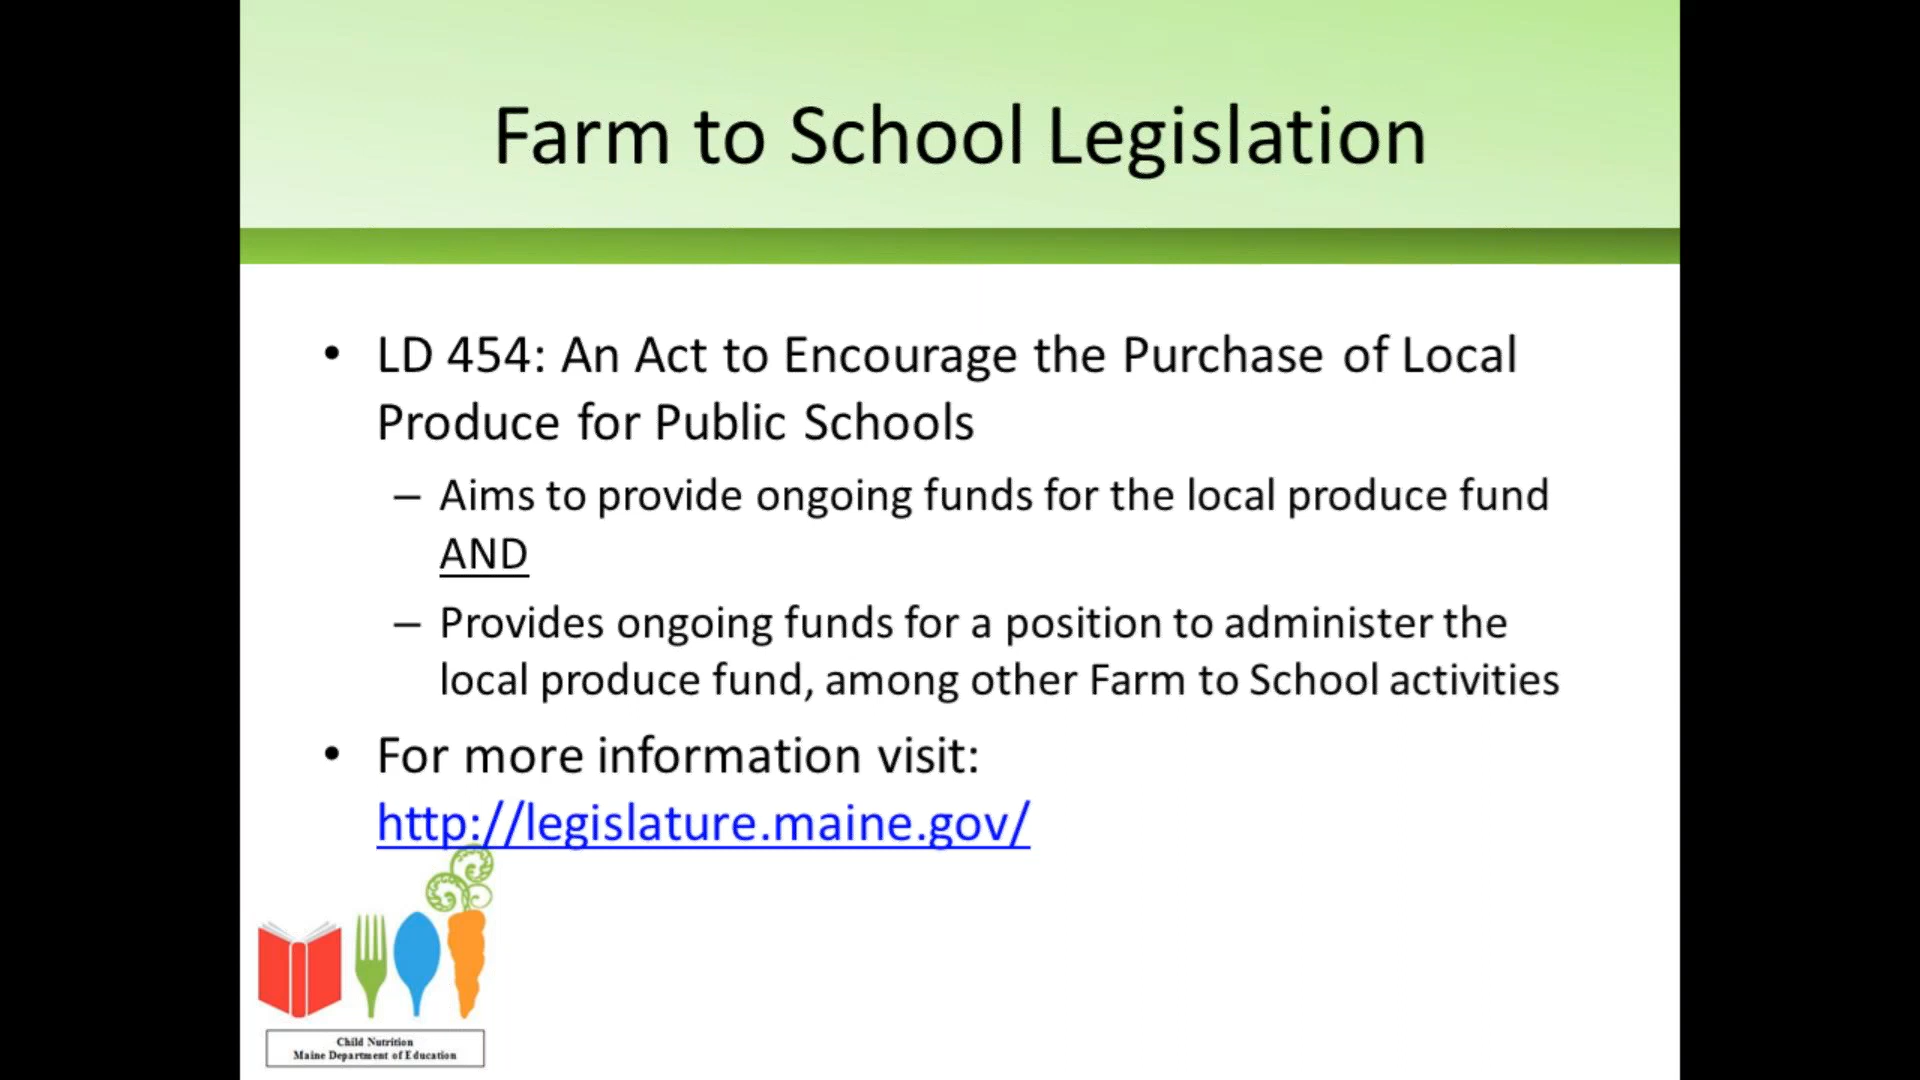 Farm to School Legislation
• LD 454: An Act to Encourage the Purchase of Local
Produce for Public Schools
– Aims to provide ongoing funds for the local produce fund
AND
– Provides ongoing funds for a position to administer the
local produce fund, among other Farm to School activities
• For more information visit:
http://legislature.maine.gov/
Child Nutrition
Maine Department of Education